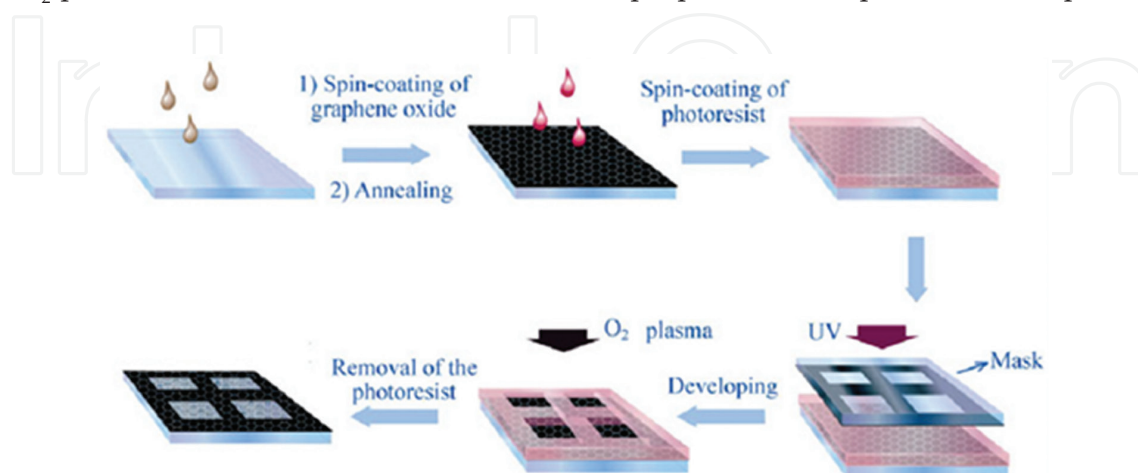 1) Spin-coating of
graphene oxide
2) Annealing
Spin-coating of
photoresist
UV
Mask
Developing
O₂ plasma
Removal of the
photoresist